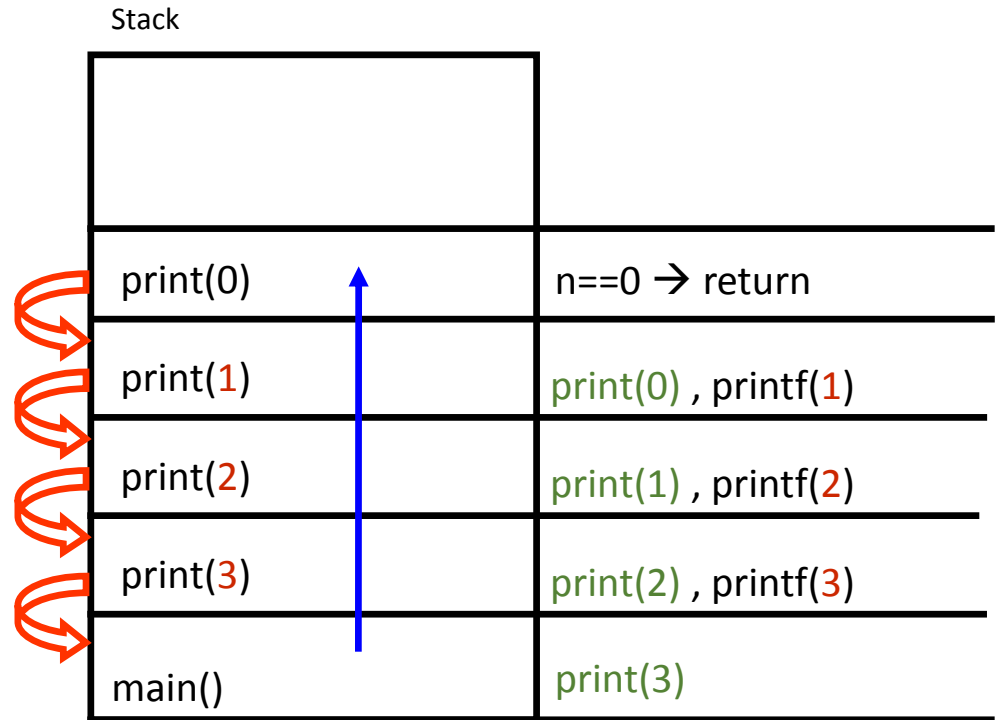 Stack
print(0) n==0 → return
print(1) print(0) , printf(1)
print(2) print(1) , printf(2)
print(3) print(2) , printf(3)
main() print(3)